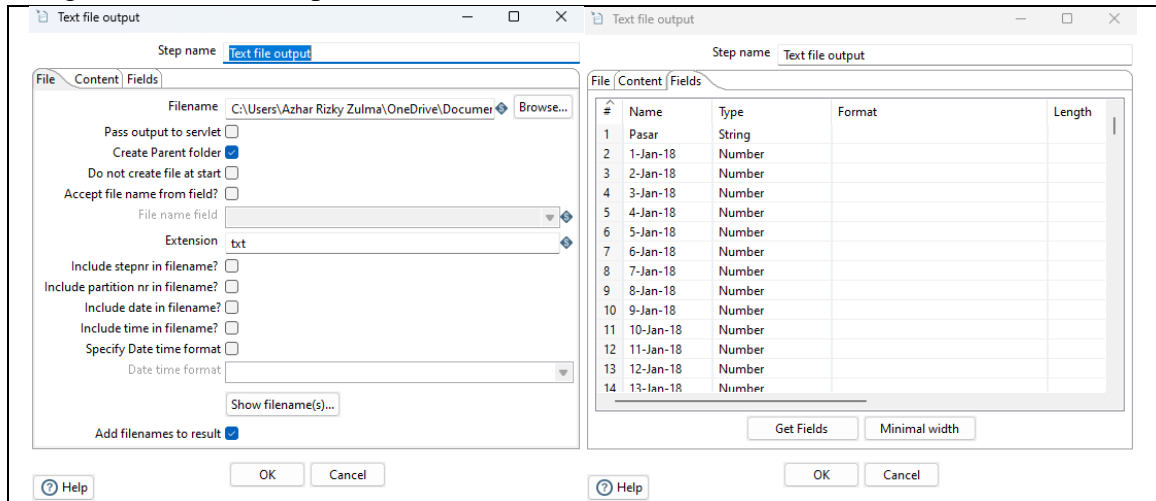 Text file output
Step name Text file output
File Content Fields
Filename C:\Users\Azhar Rizky Zulma\OneDrive\Documer Browse...
Pass output to servlet
Create Parent folder
Do not create file at start
Accept file name from field?
File name field
Extension txt
Include stepnr in filename?
Include partition nr in filename?
Include date in filename?
Include time in filename?
Specify Date time format
Date time format
Show filename(s)...
Add filenames to result
OK Cancel
Help
Text file output
Step name Text file output
File Content Fields
# Name Type Format Length
1 Pasar String
2 1-Jan-18 Number
3 2-Jan-18 Number
4 3-Jan-18 Number
5 4-Jan-18 Number
6 5-Jan-18 Number
7 6-Jan-18 Number
8 7-Jan-18 Number
9 8-Jan-18 Number
10 9-Jan-18 Number
11 10-Jan-18 Number
12 11-Jan-18 Number
13 12-Jan-18 Number
14 13-Jan-18 Number
Get Fields Minimal width
OK Cancel
Help